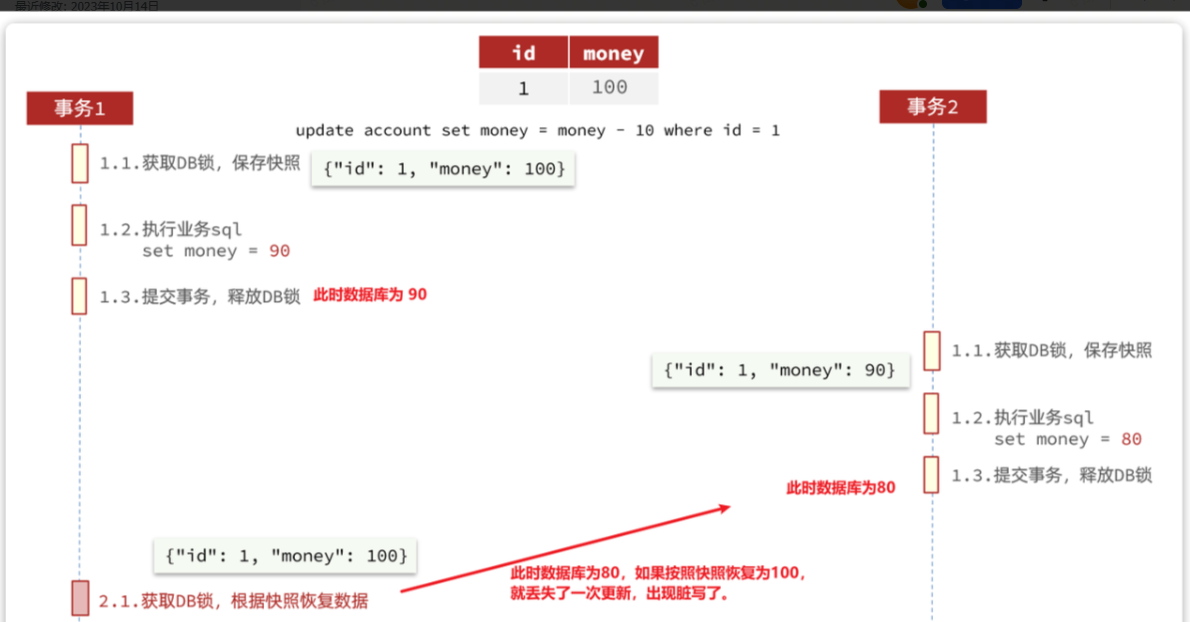 最近修改: 2023年10月14日
id money
1 100
事务1
事务2
update account set money = money - 10 where id = 1
1.1.获取DB锁，保存快照
{"id": 1, "money": 100}
1.2.执行业务sql
set money = 90
1.3.提交事务，释放DB锁
此时数据库为 90
1.1.获取DB锁，保存快照
{"id": 1, "money": 90}
1.2.执行业务sql
set money = 80
1.3.提交事务，释放DB锁
此时数据库为80
{"id": 1, "money": 100}
此时数据库为80，如果按照快照恢复为100，
就丢失了一次更新，出现脏写了。
2.1.获取DB锁，根据快照恢复数据